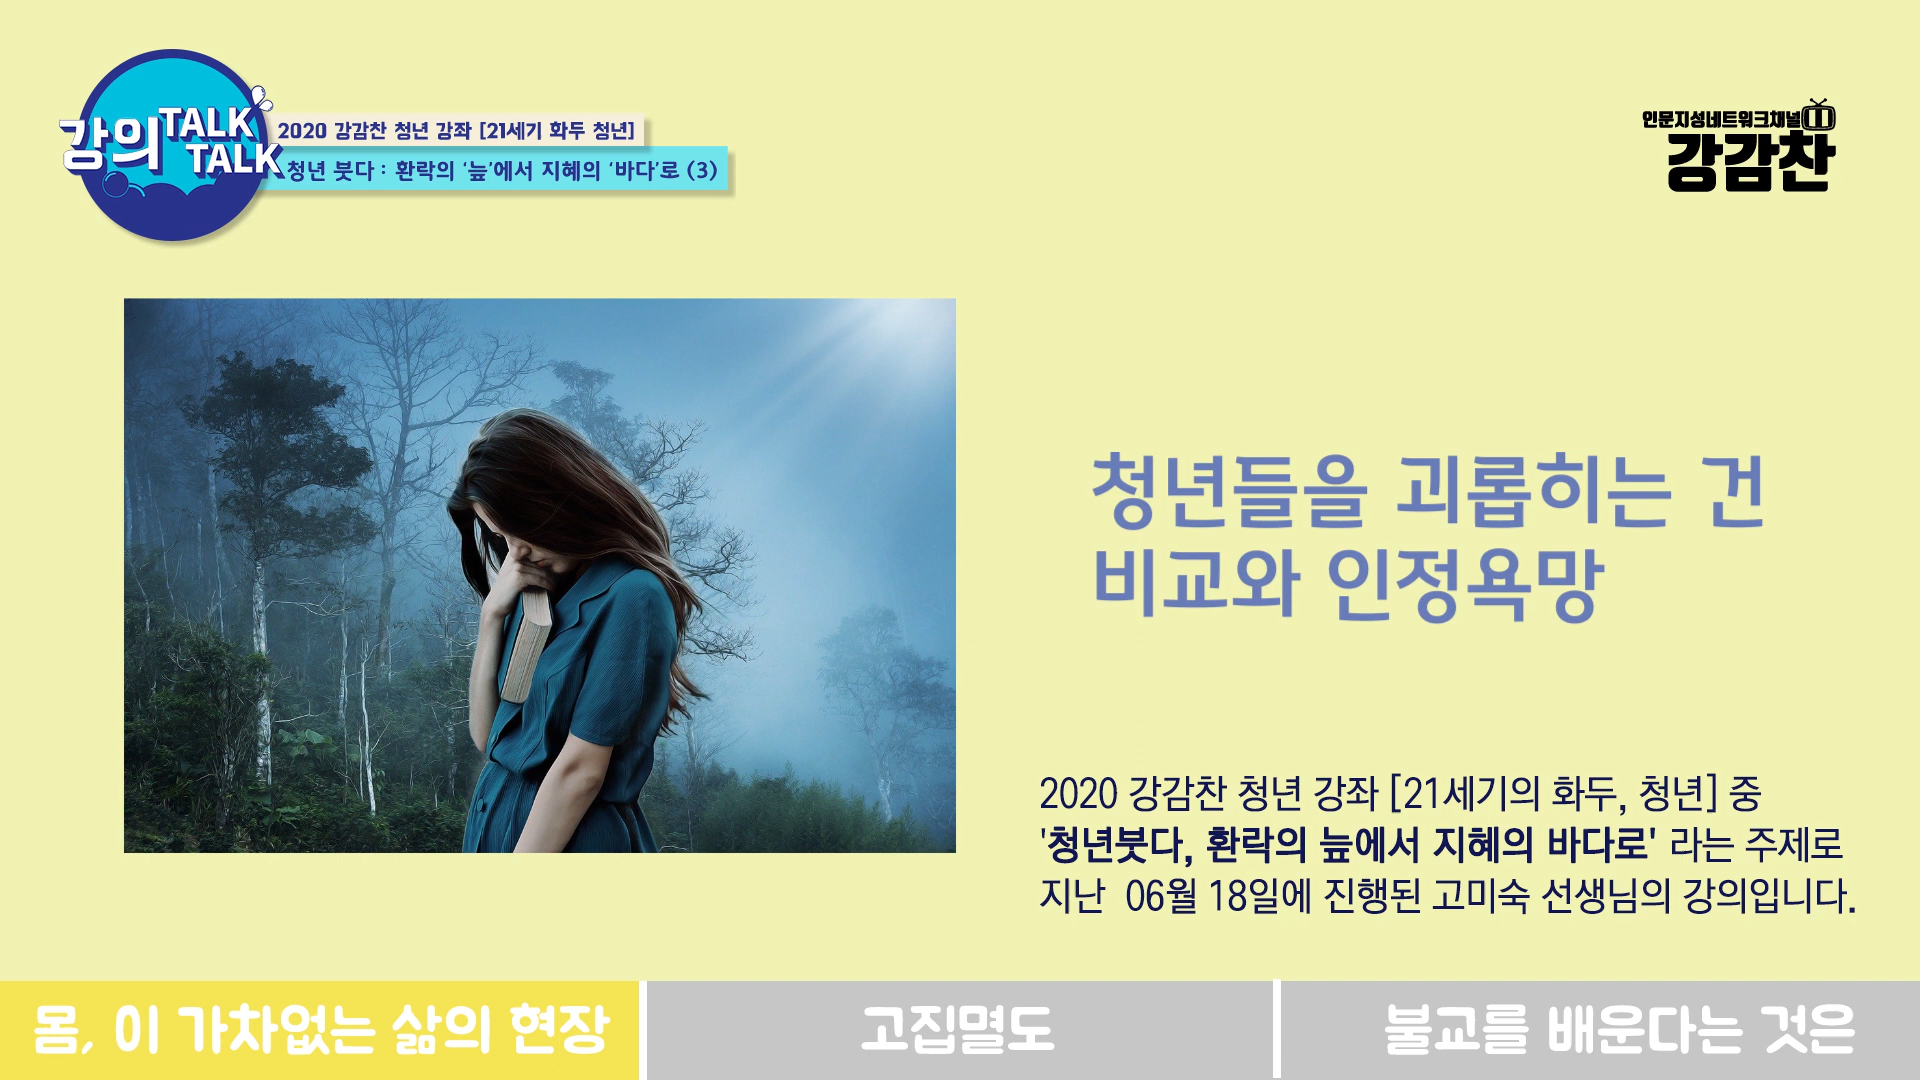 강의 TALK
TALK
2020 강감찬 청년 강좌 [21세기 화두 청년]
청년 붓다 : 환락의 ‘늪’에서 지혜의 ‘바다’로 (3)
인문지성네트워크채널
강감찬
청년들을 괴롭히는 건
비교와 인정욕망
2020 강감찬 청년 강좌 [21세기의 화두, 청년] 중
'청년붓다, 환락의 늪에서 지혜의 바다로' 라는 주제로
지난 06월 18일에 진행된 고미숙 선생님의 강의입니다.
몸, 이 가차없는 삶의 현장
고집멸도
불교를 배운다는 것은